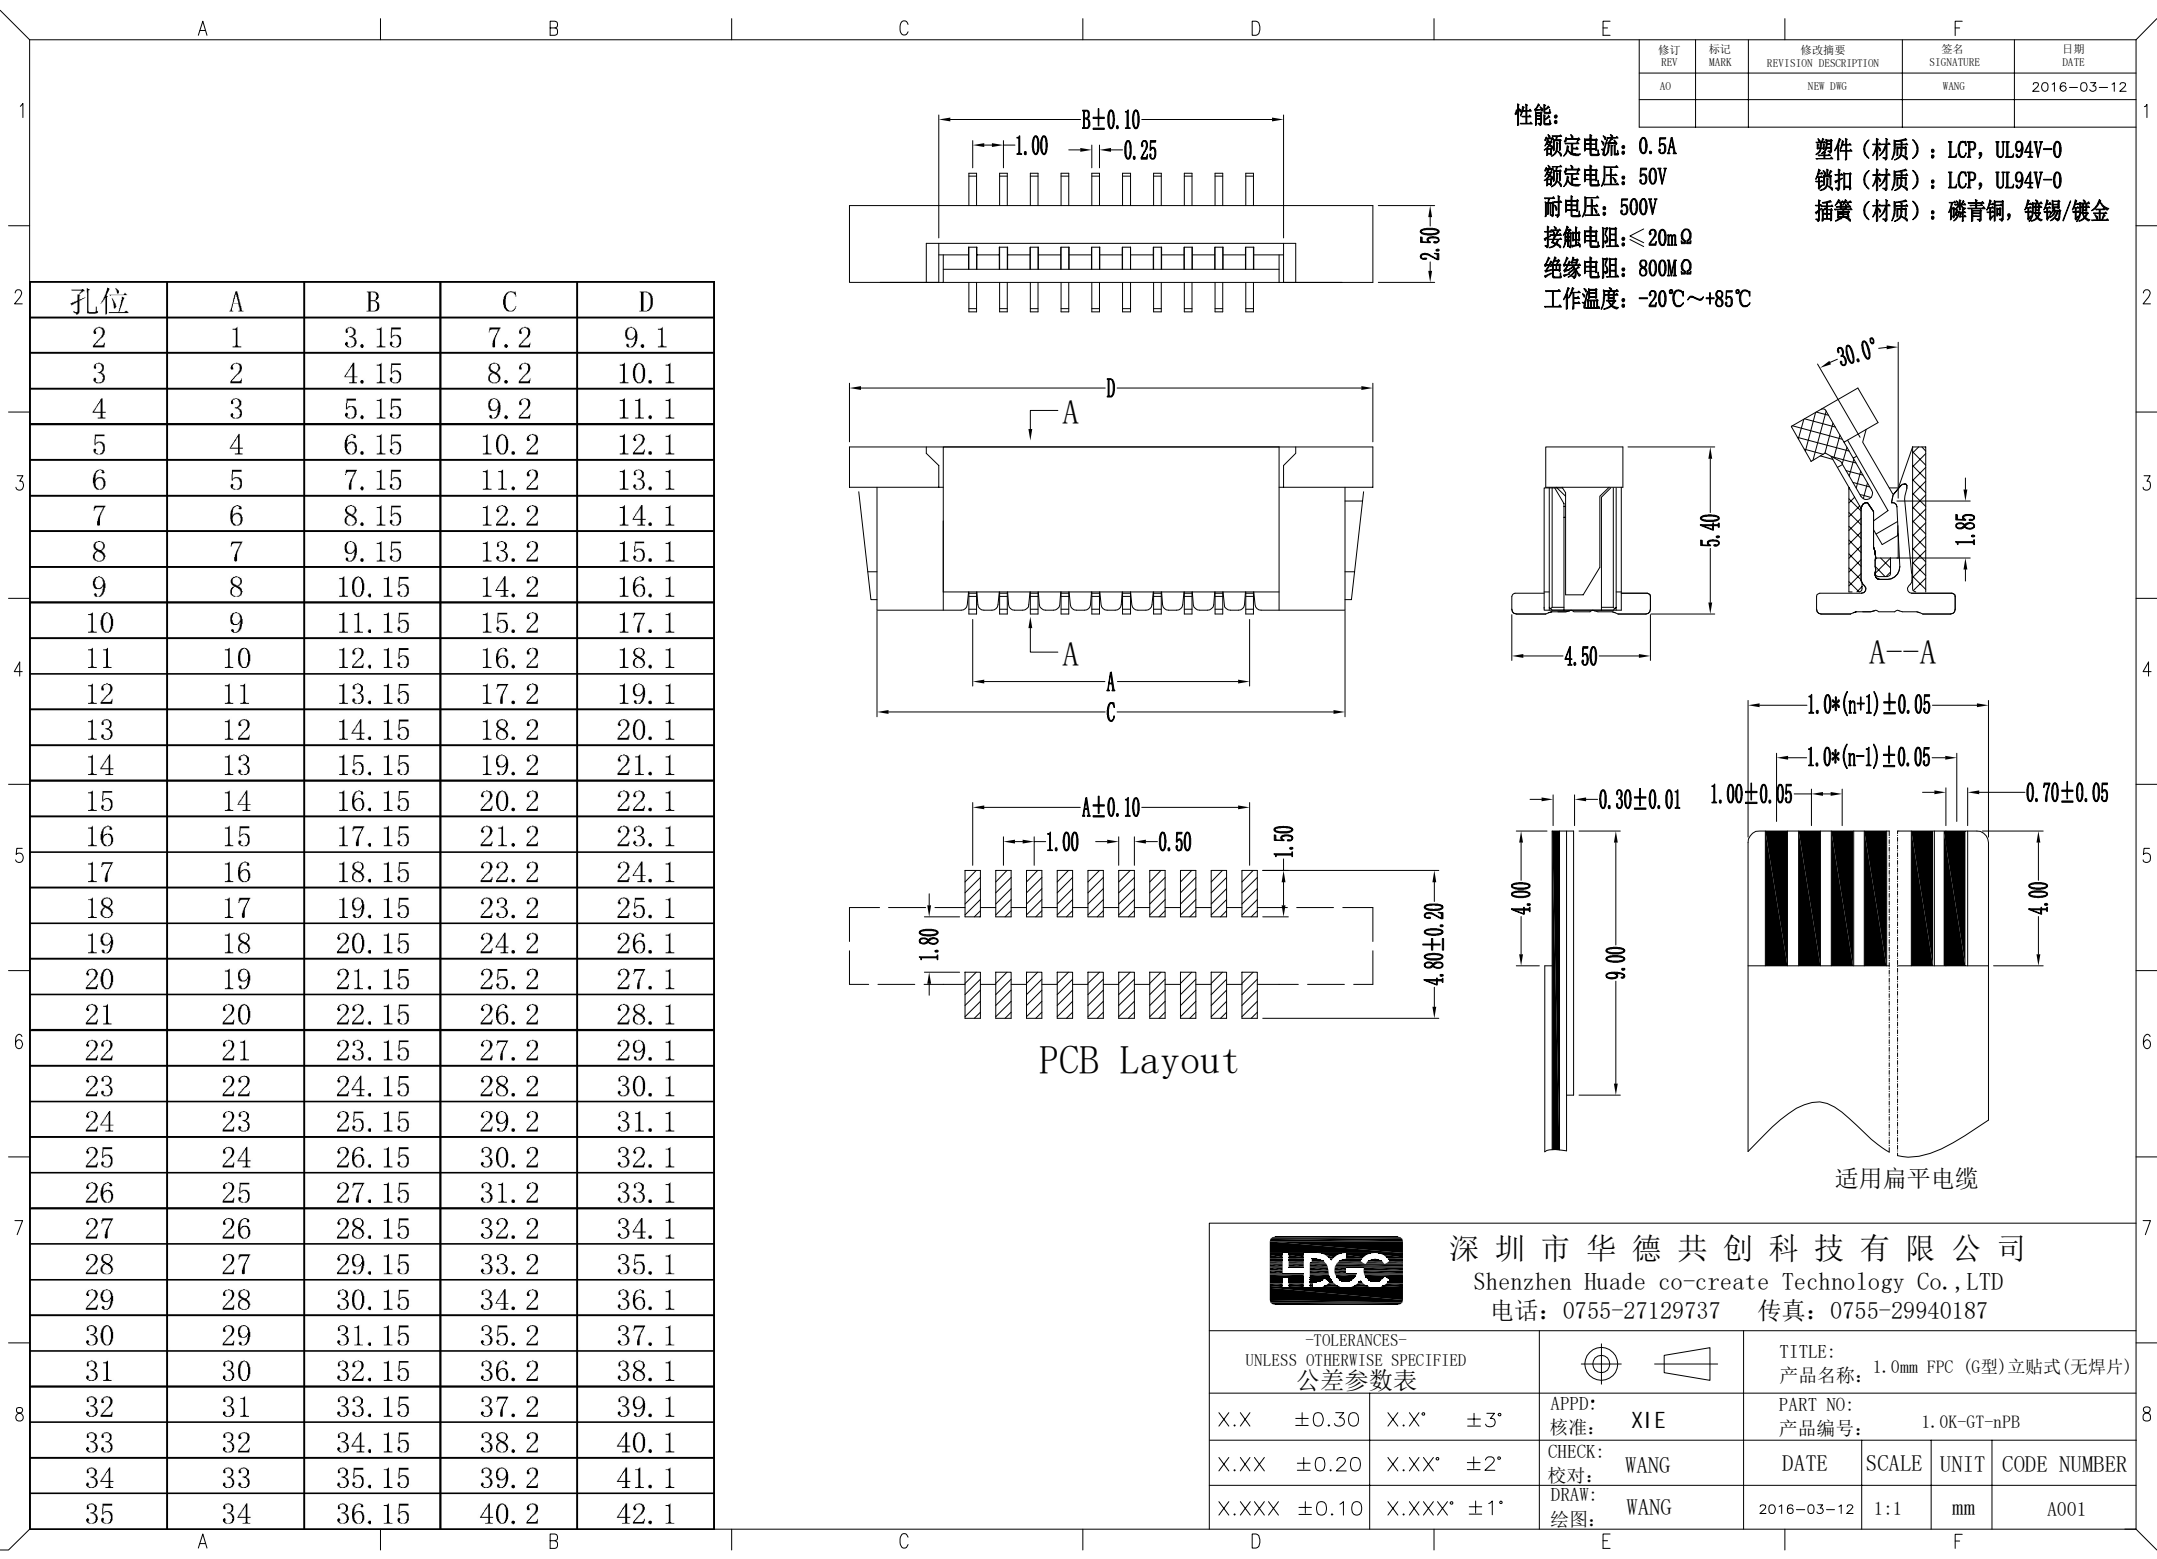 A B C D E F
修订 标记 修改摘要 签名 日期
REV MARK REVISION DESCRIPTION SIGNATURE DATE
AO NEW DWG WANG 2016-03-12
1 1
性能:
额定电流: 0.5A
额定电压: 50V
耐电压: 500V
接触电阻:≤20mΩ
绝缘电阻: 800MΩ
工作温度: -20℃～+85℃
塑件（材质）: LCP, UL94V-0
锁扣（材质）: LCP, UL94V-0
插簧（材质）: 磷青铜, 镀锡/镀金
B±0.10
1.00 0.25
2.50
2 2
孔位 A B C D
2 1 3.15 7.2 9.1
3 2 4.15 8.2 10.1
4 3 5.15 9.2 11.1
5 4 6.15 10.2 12.1
6 5 7.15 11.2 13.1
7 6 8.15 12.2 14.1
8 7 9.15 13.2 15.1
9 8 10.15 14.2 16.1
10 9 11.15 15.2 17.1
11 10 12.15 16.2 18.1
12 11 13.15 17.2 19.1
13 12 14.15 18.2 20.1
14 13 15.15 19.2 21.1
15 14 16.15 20.2 22.1
16 15 17.15 21.2 23.1
17 16 18.15 22.2 24.1
18 17 19.15 23.2 25.1
19 18 20.15 24.2 26.1
20 19 21.15 25.2 27.1
21 20 22.15 26.2 28.1
22 21 23.15 27.2 29.1
23 22 24.15 28.2 30.1
24 23 25.15 29.2 31.1
25 24 26.15 30.2 32.1
26 25 27.15 31.2 33.1
27 26 28.15 32.2 34.1
28 27 29.15 33.2 35.1
29 28 30.15 34.2 36.1
30 29 31.15 35.2 37.1
31 30 32.15 36.2 38.1
32 31 33.15 37.2 39.1
33 32 34.15 38.2 40.1
34 33 35.15 39.2 41.1
35 34 36.15 40.2 42.1
D
A
A
A
C
3 3
5.40
4.50
30.0°
1.85
A--A
4 4
A±0.10
1.00 0.50
1.50
1.80
4.80±0.20
PCB Layout
5 5
0.30±0.01
4.00
9.00
1.0*(n+1)±0.05
1.0*(n-1)±0.05
1.00±0.05
0.70±0.05
4.00
适用扁平电缆
6 6
7 7
HDGC
深圳市华德共创科技有限公司
Shenzhen Huade co-create Technology Co.,LTD
电话: 0755-27129737 传真: 0755-29940187
-TOLERANCES-
UNLESS OTHERWISE SPECIFIED
公差参数表
TITLE:
产品名称: 1.0mm FPC (G型)立贴式(无焊片)
8 8
X.X ±0.30 X.X° ±3°
X.XX ±0.20 X.XX° ±2°
X.XXX ±0.10 X.XXX° ±1°
APPD:
核准: XIE
CHECK:
校对: WANG
DRAW:
绘图: WANG
PART NO:
产品编号: 1.0K-GT-nPB
DATE SCALE UNIT CODE NUMBER
2016-03-12 1:1 mm A001
A B C D E F